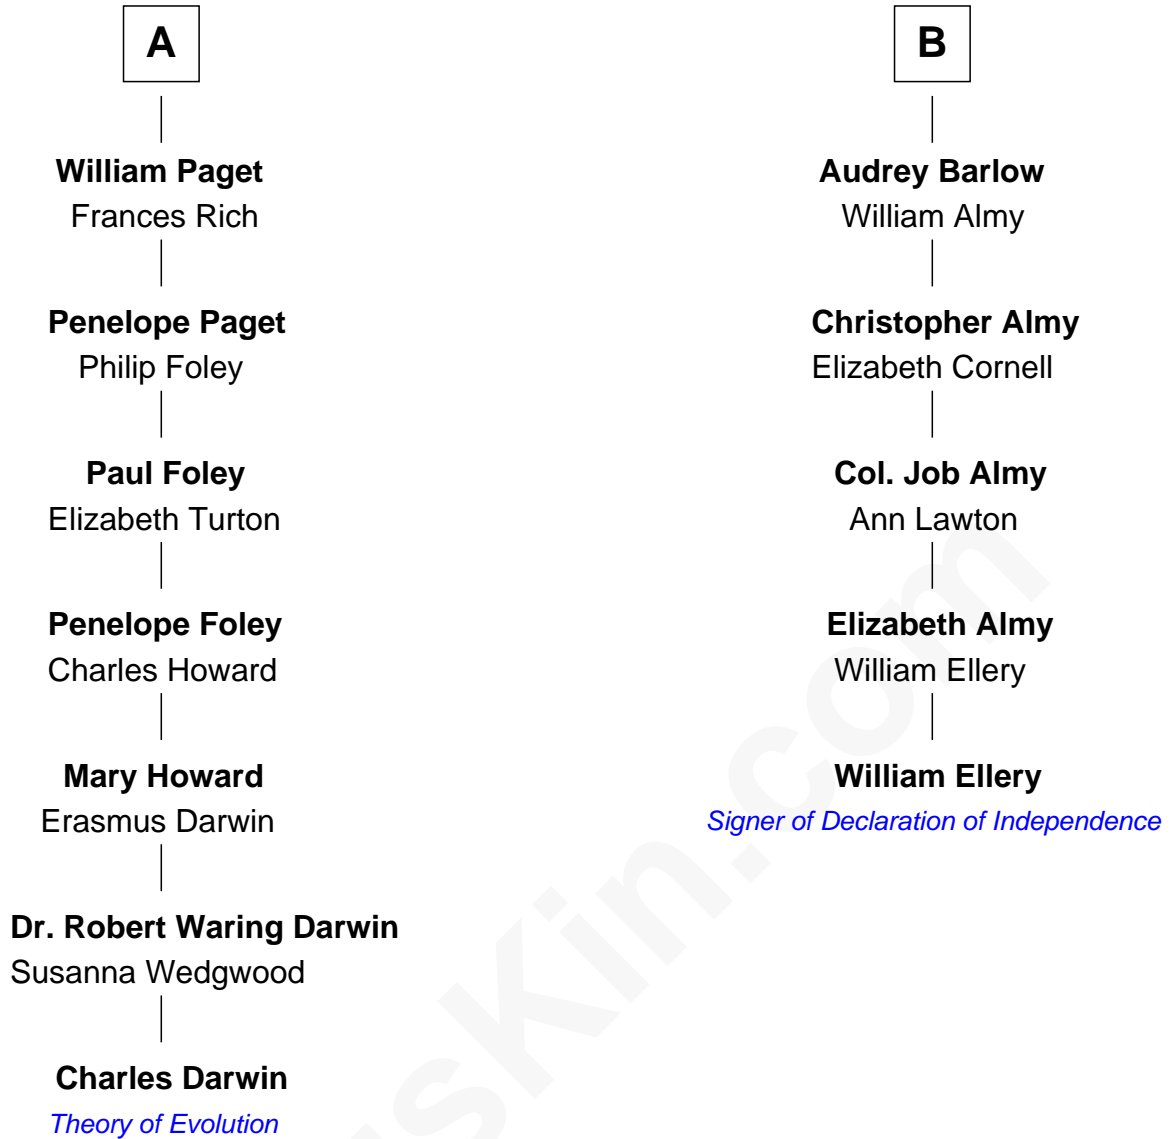 A
William Paget
Frances Rich
Penelope Paget
Philip Foley
Paul Foley
Elizabeth Turton
Penelope Foley
Charles Howard
Mary Howard
Erasmus Darwin
Dr. Robert Waring Darwin
Susanna Wedgwood
Charles Darwin
Theory of Evolution
B
Audrey Barlow
William Almy
Christopher Almy
Elizabeth Cornell
Col. Job Almy
Ann Lawton
Elizabeth Almy
William Ellery
William Ellery
Signer of Declaration of Independence